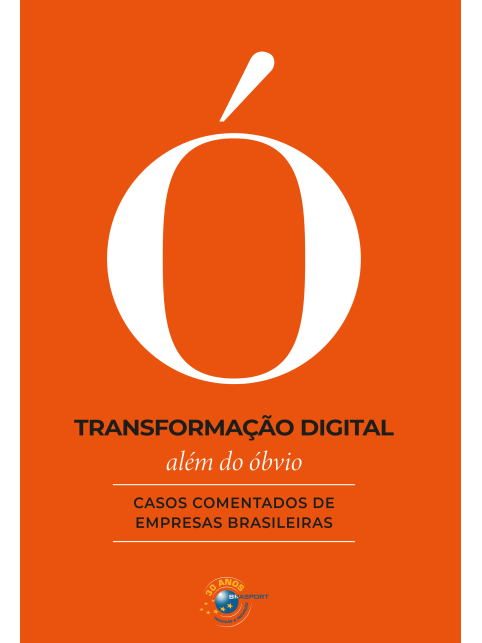 Ó
TRANSFORMAÇÃO DIGITAL
além do óbvio
CASOS COMENTADOS DE
EMPRESAS BRASILEIRAS
30 ANOS
BRASPORT